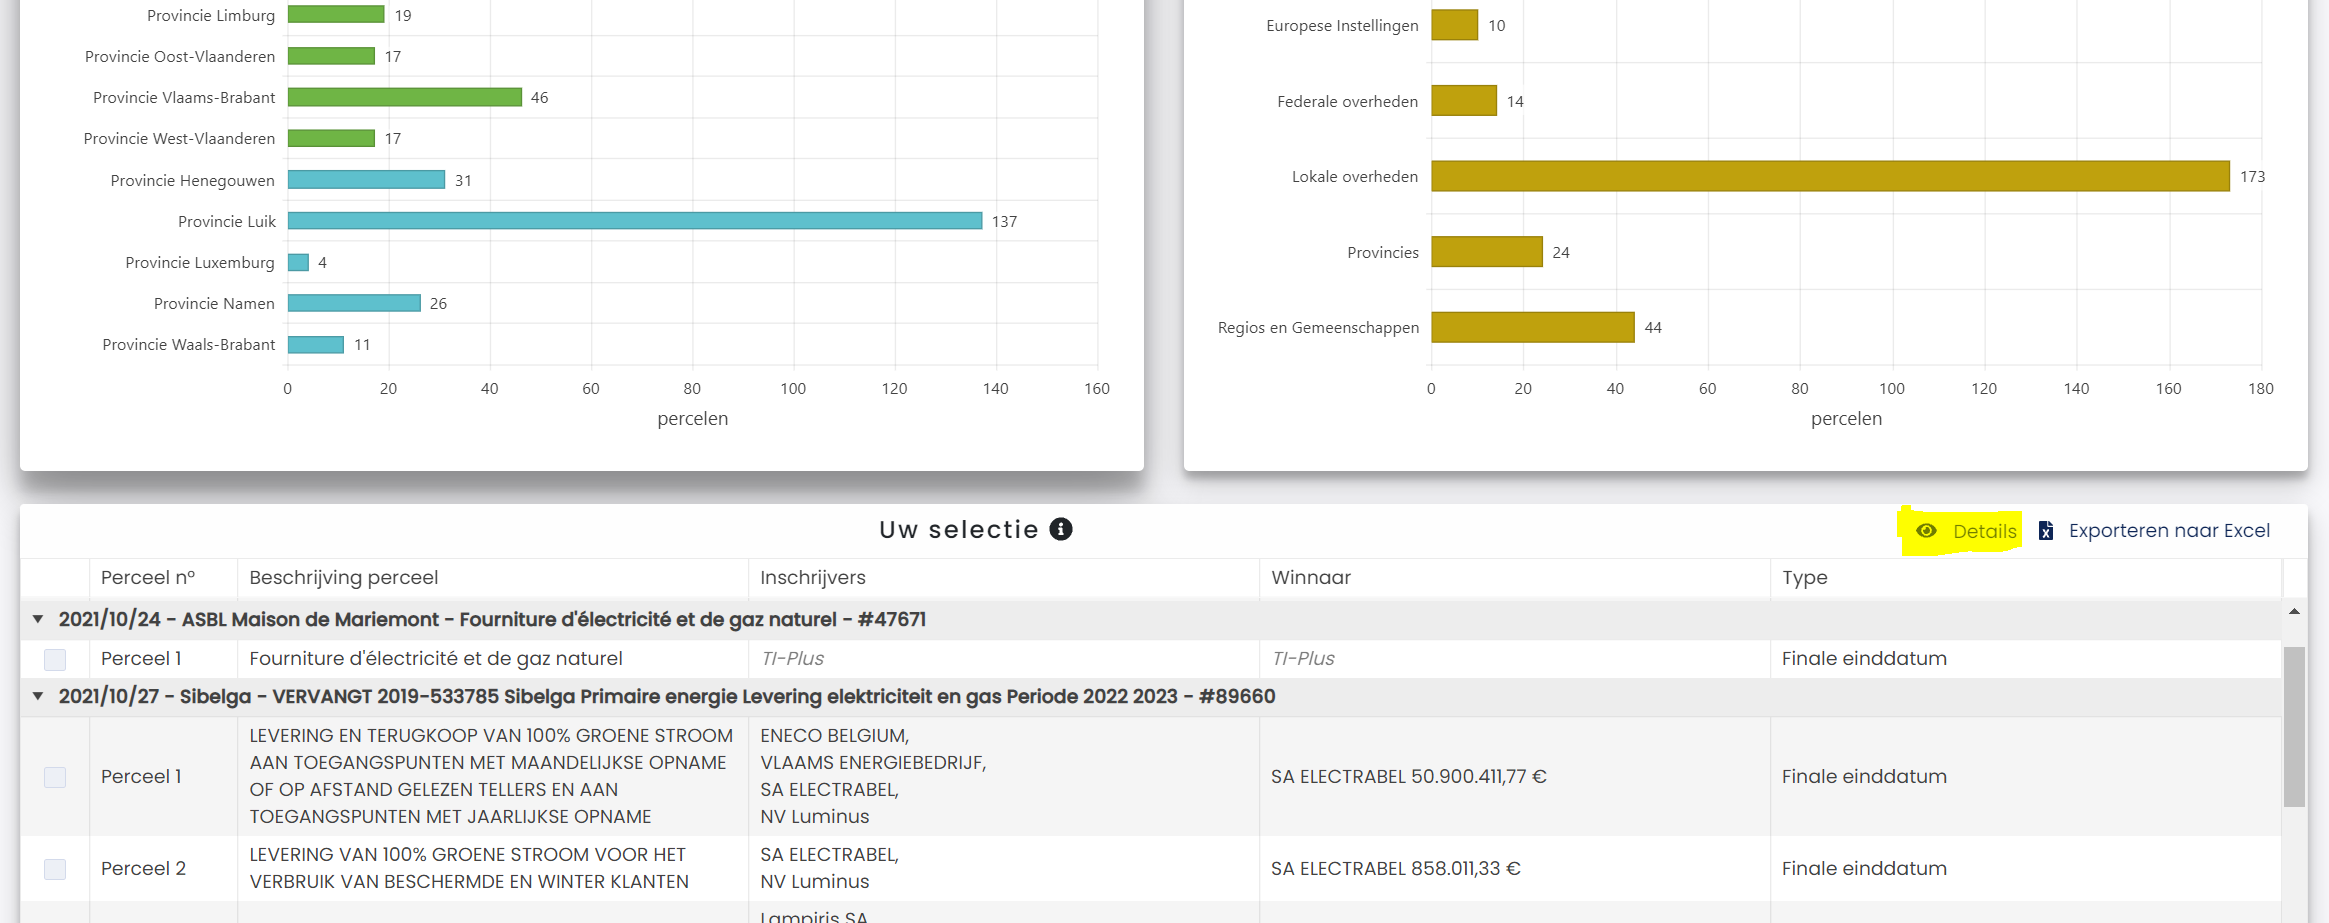 Provincie Limburg 19
Provincie Oost-Vlaanderen 17
Provincie Vlaams-Brabant 46
Provincie West-Vlaanderen 17
Provincie Henegouwen 31
Provincie Luik 137
Provincie Luxemburg 4
Provincie Namen 26
Provincie Waals-Brabant 11
0 20 40 60 80 100 120 140 160
percelen
Europese Instellingen 10
Federale overheden 14
Lokale overheden 173
Provincies 24
Regios en Gemeenschappen 44
0 20 40 60 80 100 120 140 160 180
percelen
Uw selectie
Details Exporteren naar Excel
Perceel n° Beschrijving perceel Inschrijvers Winnaar Type
2021/10/24 - ASBL Maison de Mariemont - Fourniture d'électricité et de gaz naturel - #47671
Perceel 1 Fourniture d'électricité et de gaz naturel TI-Plus TI-Plus Finale einddatum
2021/10/27 - Sibelga - VERVANGT 2019-533785 Sibelga Primaire energie Levering elektriciteit en gas Periode 2022 2023 - #89660
Perceel 1
LEVERING EN TERUGKOOP VAN 100% GROENE STROOM
AAN TOEGANGSPUNTEN MET MAANDELIJKSE OPNAME
OF OP AFSTAND GELEZEN TELLERS EN AAN
TOEGANGSPUNTEN MET JAARLIJKSE OPNAME
ENECO BELGIUM,
VLAAMS ENERGIEBEDRIJF,
SA ELECTRABEL,
NV Luminus
SA ELECTRABEL 50.900.411,77 €
Finale einddatum
Perceel 2
LEVERING VAN 100% GROENE STROOM VOOR HET
VERBRUIK VAN BESCHERMDE EN WINTER KLANTEN
SA ELECTRABEL,
NV Luminus
SA ELECTRABEL 858.011,33 €
Finale einddatum
Lampiris SA